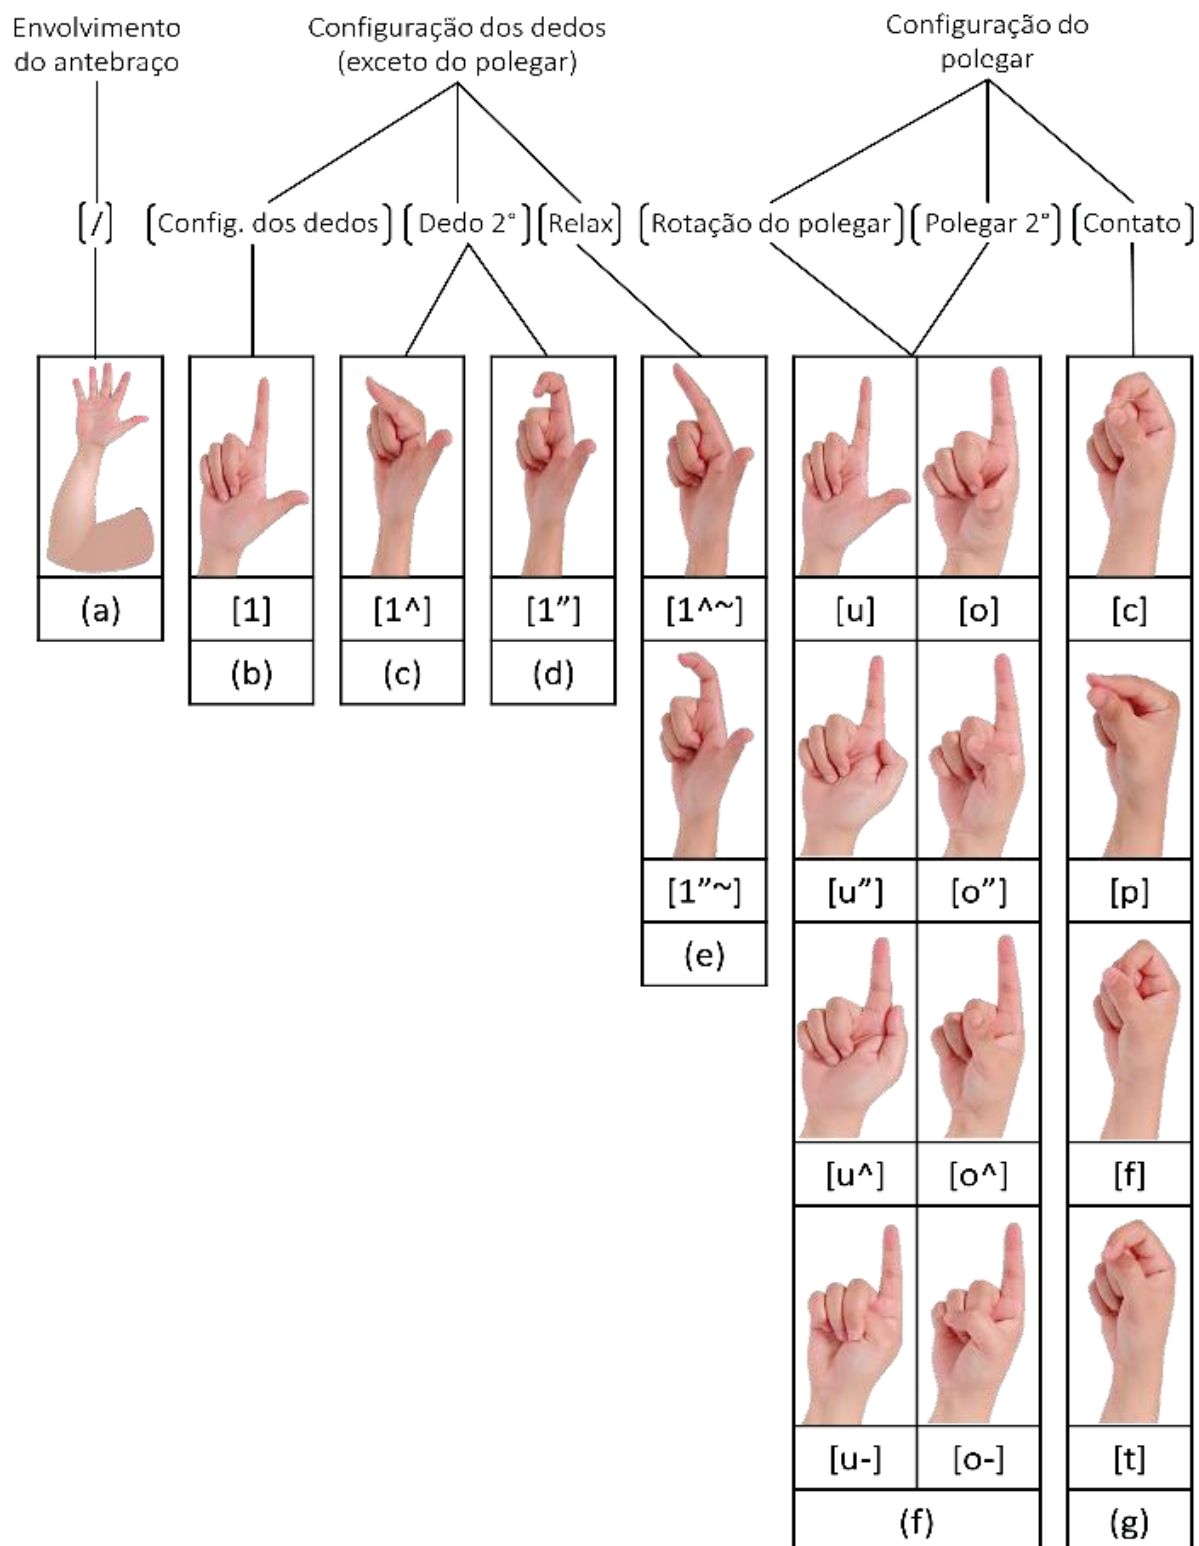 Envolvimento
do antebraço
Configuração dos dedos
(exceto do polegar)
Configuração do
polegar
[/]
[Config. dos dedos]
[Dedo 2°]
[Relax]
[Rotação do polegar]
[Polegar 2°]
[Contato]
(a)
[1]
[1^]
[1”]
[1^~]
[u]
[o]
[c]
(b)
(c)
(d)
[1”~]
[u”]
[o”]
[p]
(e)
[u^]
[o^]
[f]
[u-]
[o-]
[t]
(f)
(g)